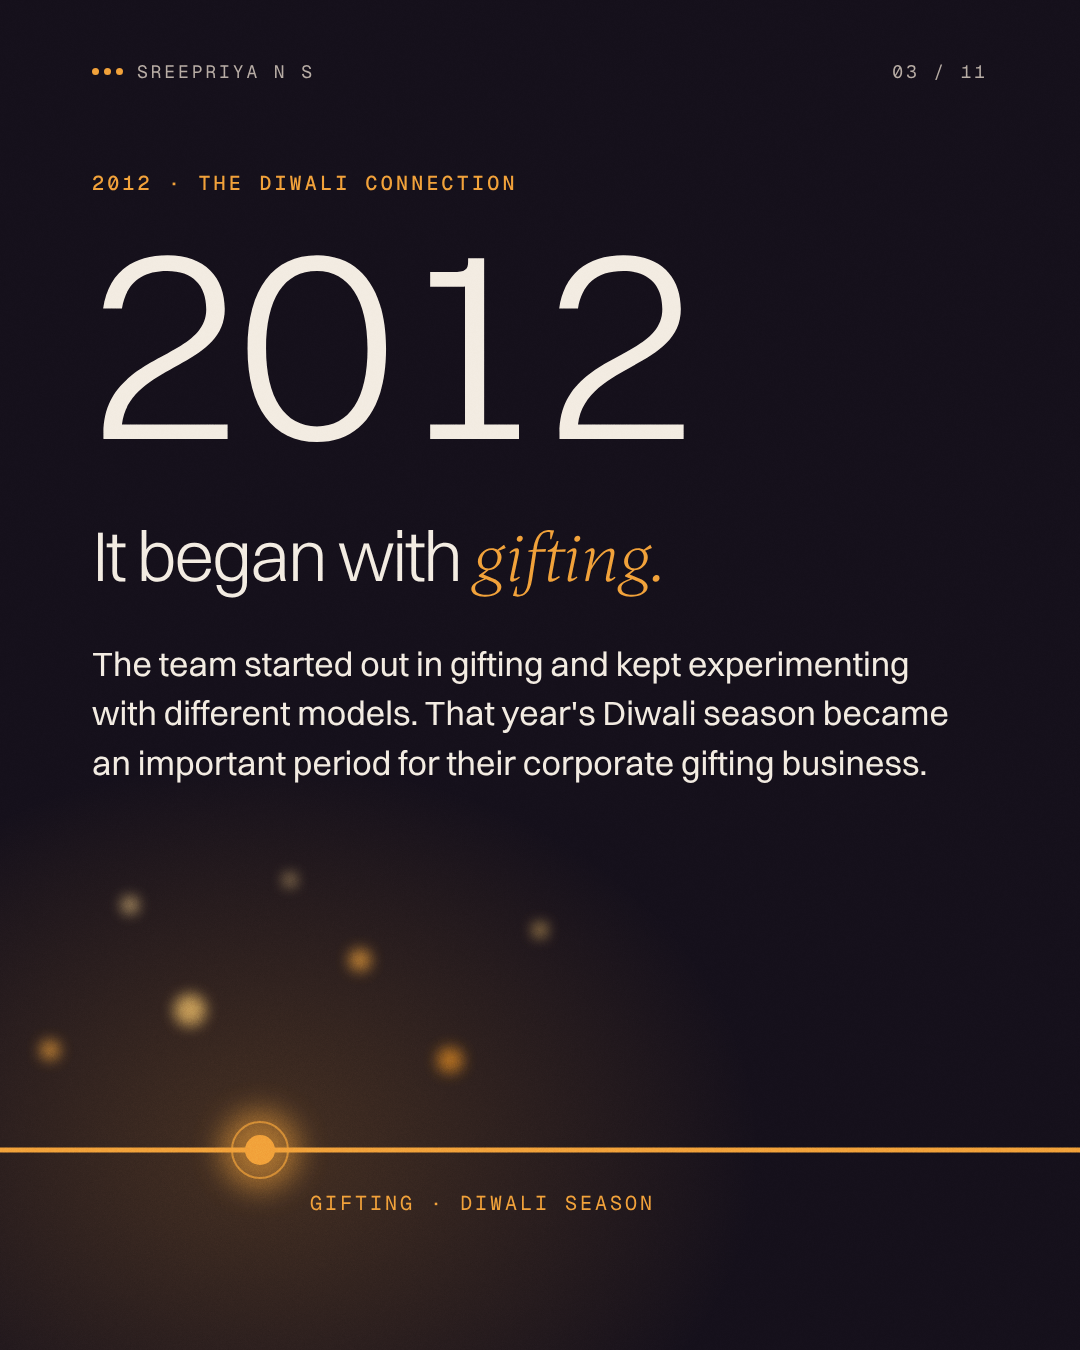 SREEPRIYA N S
03 / 11
2012 · THE DIWALI CONNECTION
2012
It began with gifting.
The team started out in gifting and kept experimenting
with different models. That year's Diwali season became
an important period for their corporate gifting business.
GIFTING · DIWALI SEASON